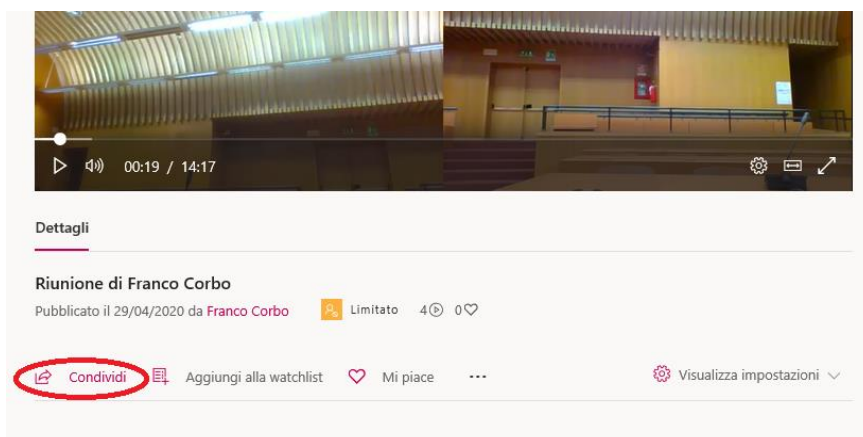 00:19 / 14:17
Dettagli
Riunione di Franco Corbo
Pubblicato il 29/04/2020 da Franco Corbo Limitato 4 0
Condividi Aggiungi alla watchlist Mi piace ... Visualizza impostazioni